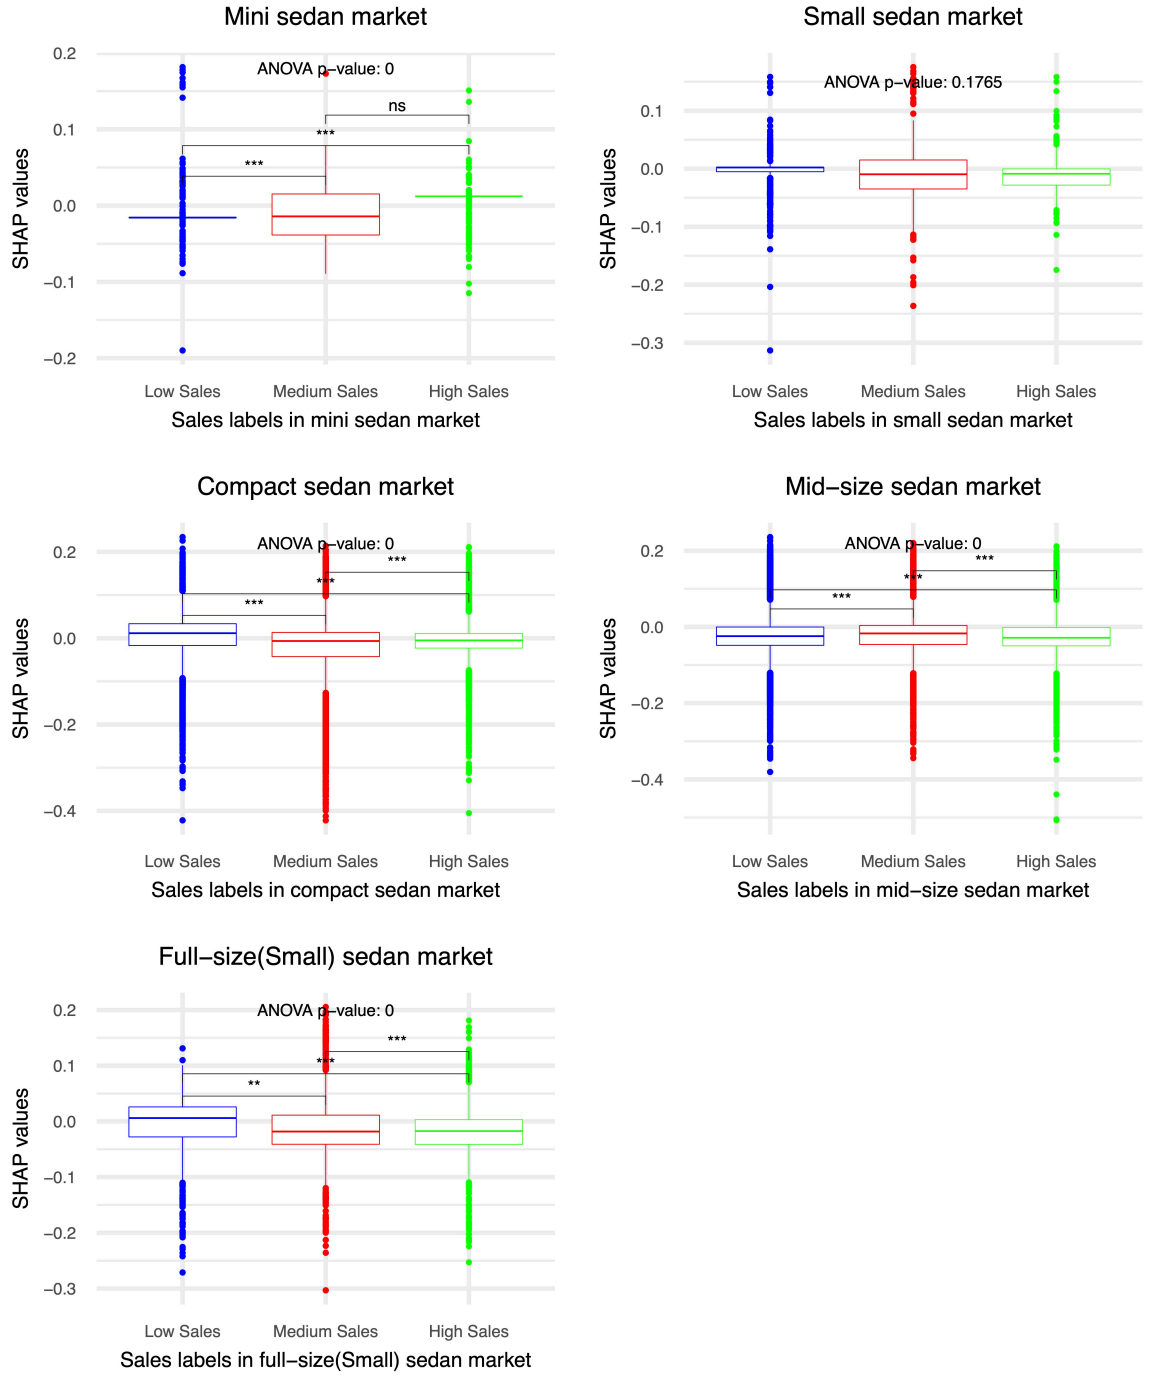 Mini sedan market
ANOVA p−value: 0
ns
***
***
SHAP values
0.2
0.1
0.0
−0.1
−0.2
Low Sales Medium Sales High Sales
Sales labels in mini sedan market
Small sedan market
ANOVA p−value: 0.1765
SHAP values
0.1
0.0
−0.1
−0.2
−0.3
Low Sales Medium Sales High Sales
Sales labels in small sedan market
Compact sedan market
ANOVA p−value: 0
***
***
***
SHAP values
0.2
0.0
−0.2
−0.4
Low Sales Medium Sales High Sales
Sales labels in compact sedan market
Mid−size sedan market
ANOVA p−value: 0
***
***
***
SHAP values
0.2
0.0
−0.2
−0.4
Low Sales Medium Sales High Sales
Sales labels in mid−size sedan market
Full−size(Small) sedan market
ANOVA p−value: 0
***
***
**
SHAP values
0.2
0.1
0.0
−0.1
−0.2
−0.3
Low Sales Medium Sales High Sales
Sales labels in full−size(Small) sedan market